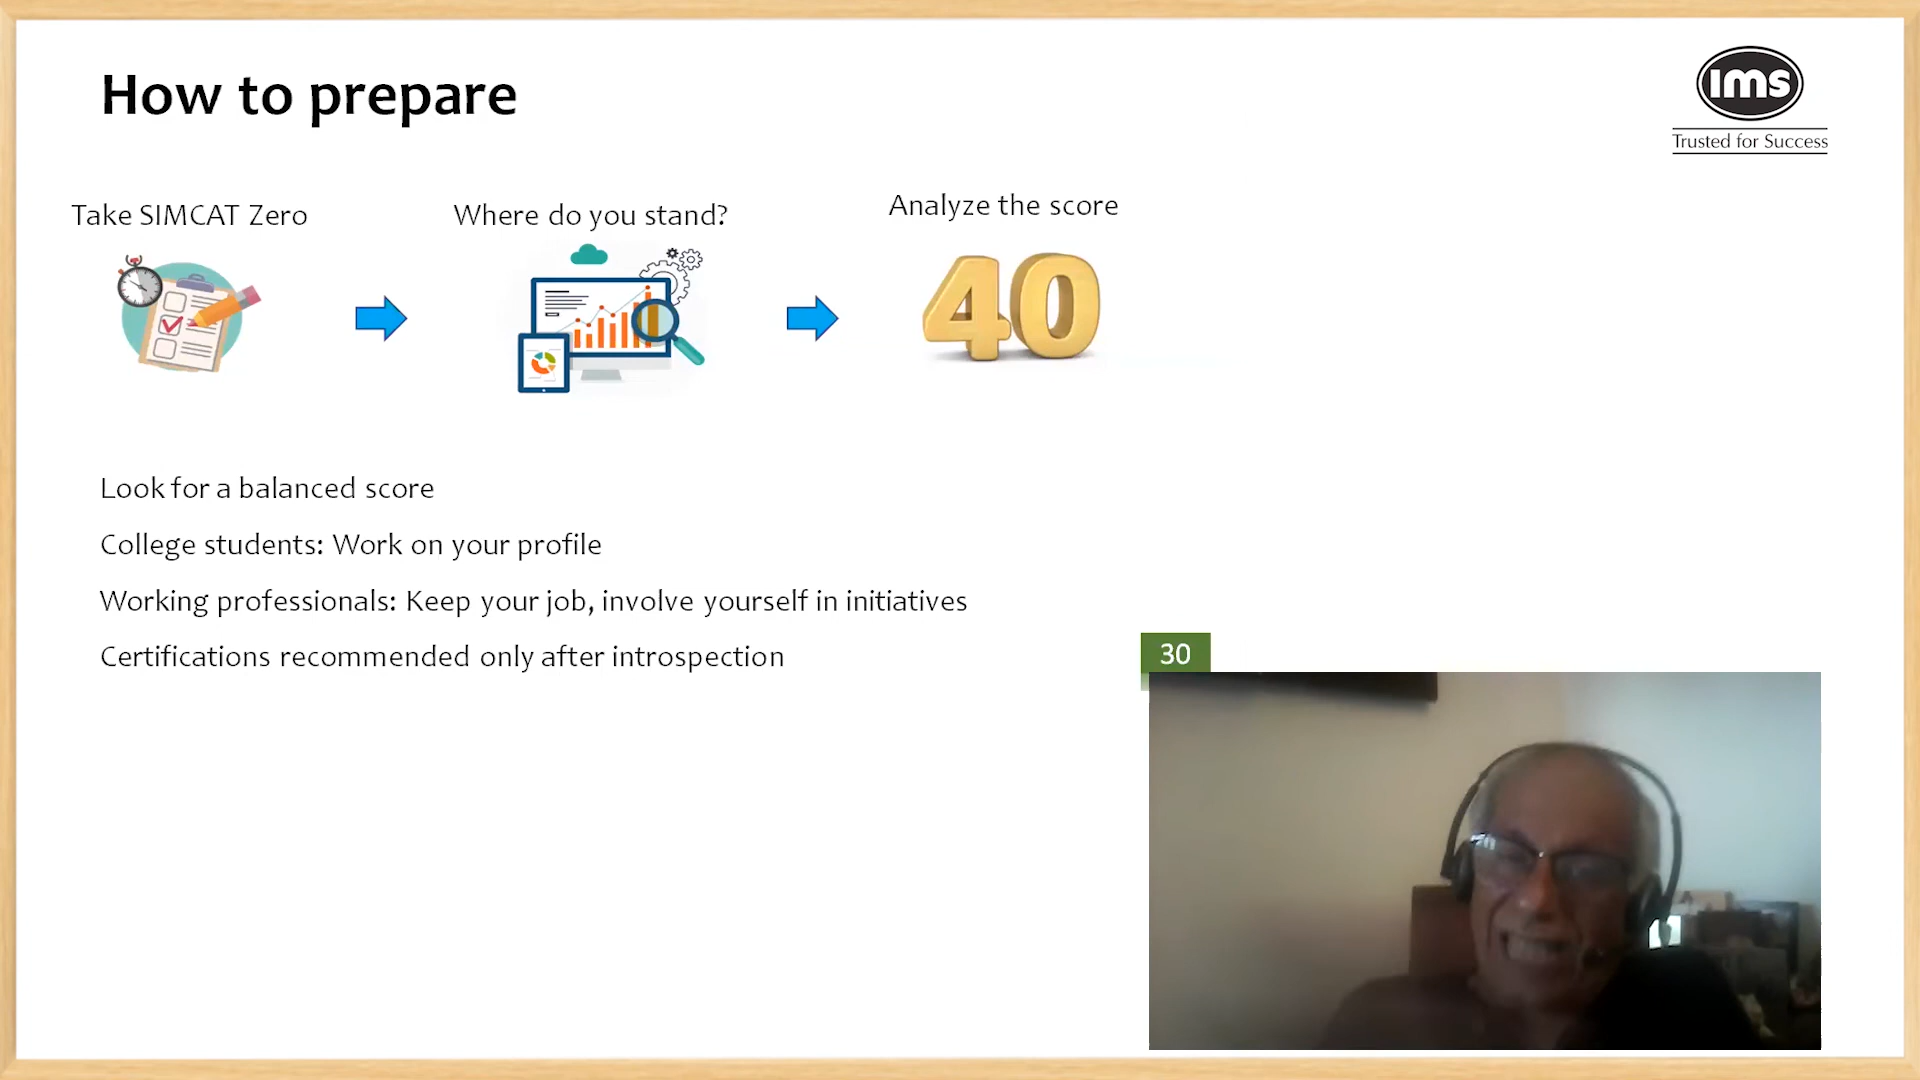 How to prepare
ims
Trusted for Success
Take SIMCAT Zero
Where do you stand?
Analyze the score
40
Look for a balanced score
College students: Work on your profile
Working professionals: Keep your job, involve yourself in initiatives
Certifications recommended only after introspection
30